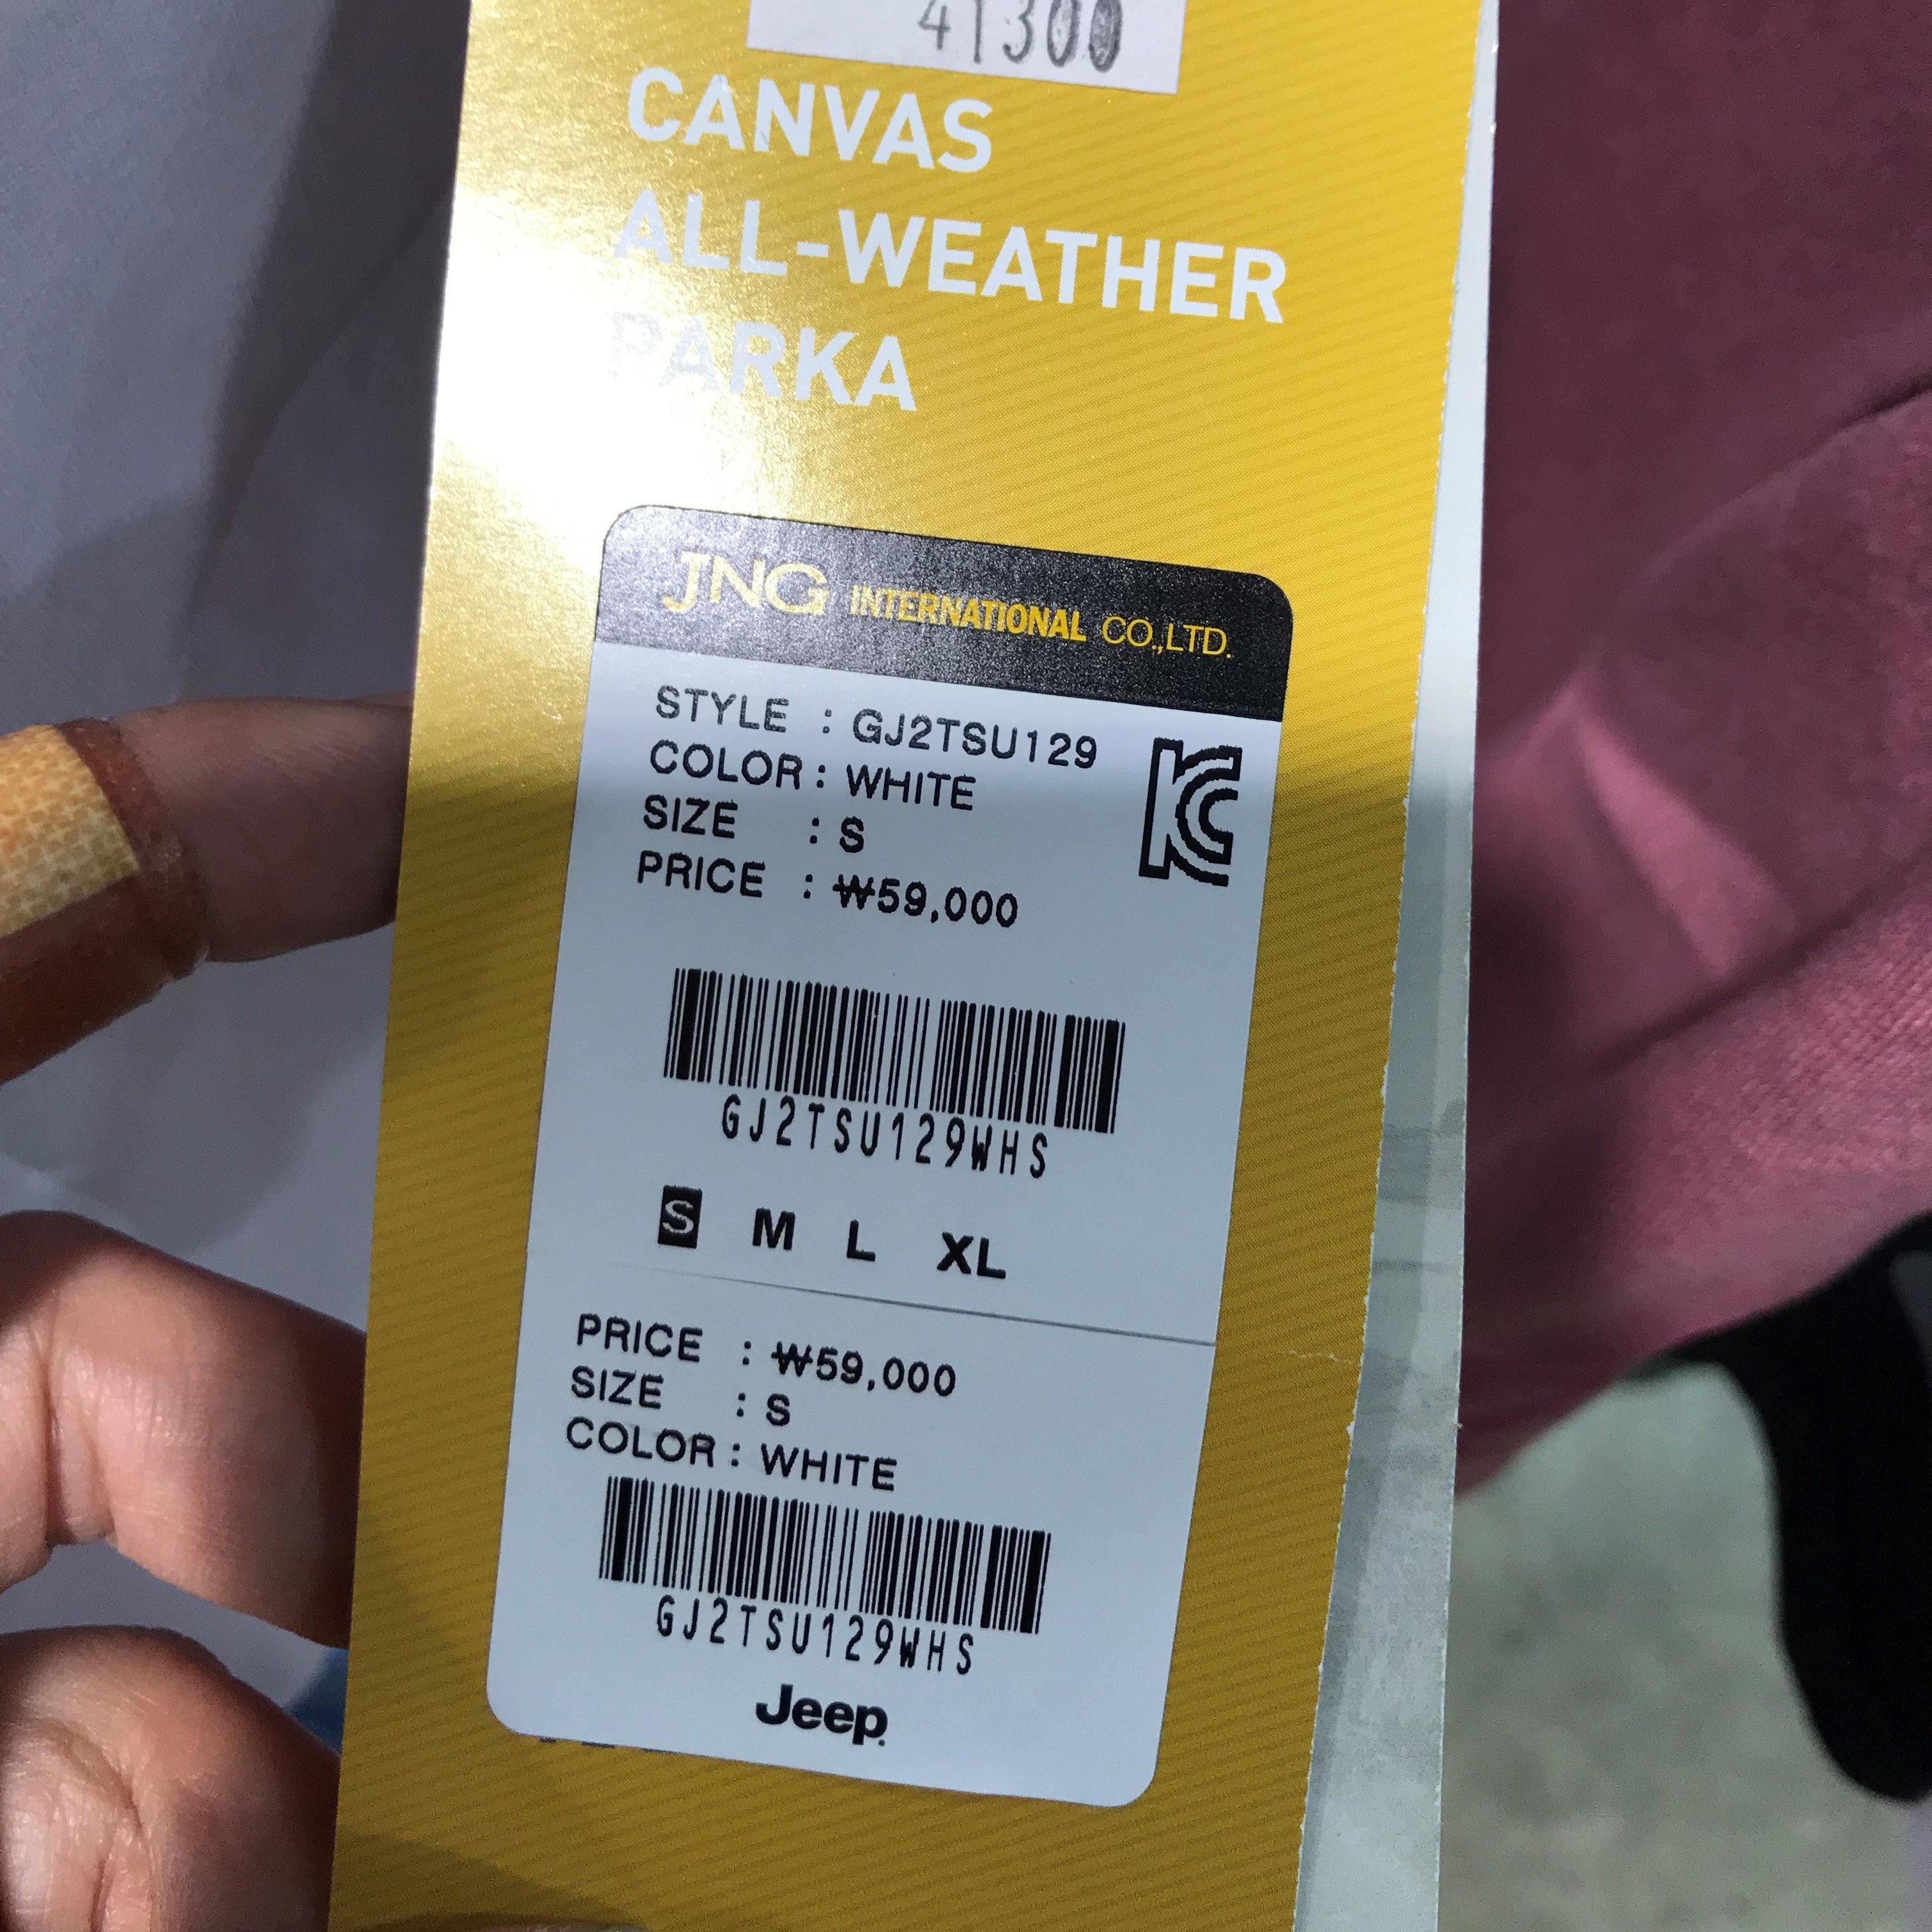 41300
CANVAS
ALL-WEATHER
PARKA
JNG INTERNATIONAL CO.,LTD.
STYLE : GJ2TSU129
COLOR : WHITE
SIZE : S
PRICE : ₩59,000
KC
GJ2TSU129WHS
S M L XL
PRICE : ₩59,000
SIZE : S
COLOR : WHITE
GJ2TSU129WHS
Jeep.